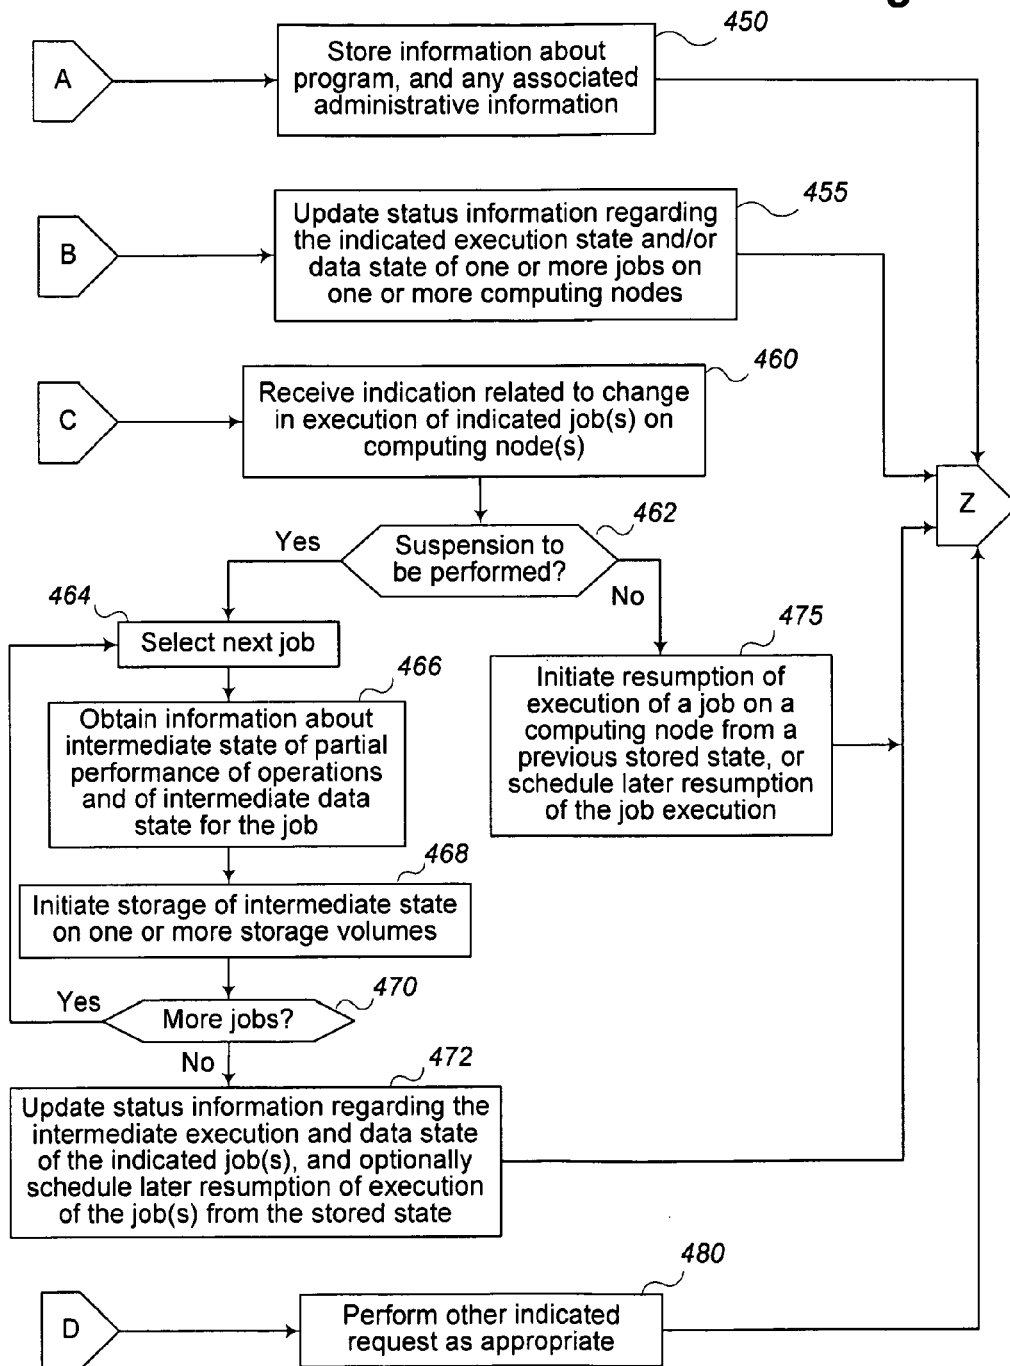 450
A
Store information about
program, and any associated
administrative information
455
B
Update status information regarding
the indicated execution state and/or
data state of one or more jobs on
one or more computing nodes
460
C
Receive indication related to change
in execution of indicated job(s) on
computing node(s)
Z
462
Yes
Suspension to
be performed?
No
464
Select next job
475
Initiate resumption of
execution of a job on a
computing node from a
previous stored state, or
schedule later resumption
of the job execution
466
Obtain information about
intermediate state of partial
performance of operations
and of intermediate data
state for the job
468
Initiate storage of intermediate state
on one or more storage volumes
470
Yes
More jobs?
No
472
Update status information regarding the
intermediate execution and data state
of the indicated job(s), and optionally
schedule later resumption of execution
of the job(s) from the stored state
480
D
Perform other indicated
request as appropriate